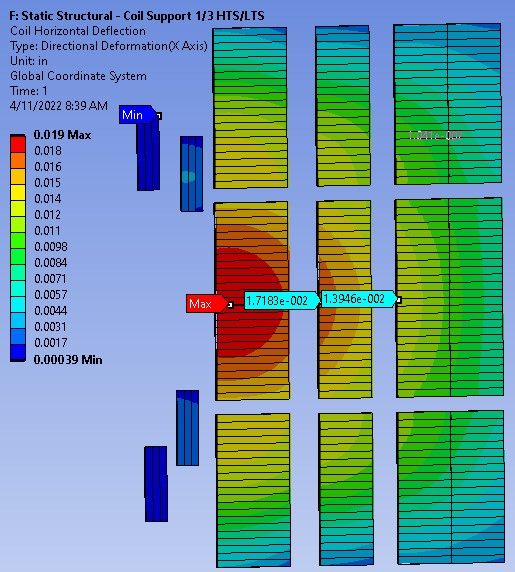 F: Static Structural - Coil Support 1/3 HTS/LTS
Coil Horizontal Deflection
Type: Directional Deformation(X Axis)
Unit: in
Global Coordinate System
Time: 1
4/11/2022 8:39 AM
Min
0.019 Max
0.018
0.016
0.015
0.014
0.012
0.011
0.0098
0.0084
0.0071
0.0057
0.0044
0.0031
0.0017
0.00039 Min
Max
1.7183e-002
1.3946e-002